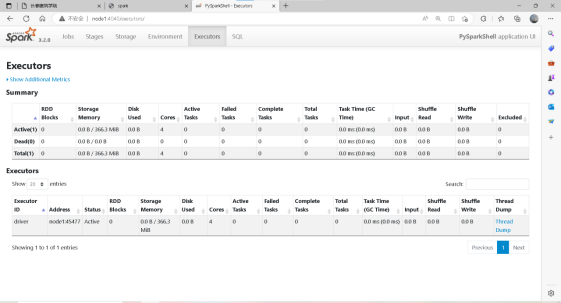 spark
PySparkShell - Executors
不安全 | node1:4041/executors/
APACHE Spark 3.2.0 Jobs Stages Storage Environment Executors SQL PySparkShell application UI
Executors
Show Additional Metrics
Summary
RDD Blocks Storage Memory Disk Used Cores Active Tasks Failed Tasks Complete Tasks Total Tasks Task Time (GC Time) Input Shuffle Read Shuffle Write Excluded
Active(1) 0 0.0 B / 366.3 MiB 0.0 B 4 0 0 0 0 0.0 ms (0.0 ms) 0.0 B 0.0 B 0.0 B 0
Dead(0) 0 0.0 B / 0.0 B 0.0 B 0 0 0 0 0 0.0 ms (0.0 ms) 0.0 B 0.0 B 0.0 B 0
Total(1) 0 0.0 B / 366.3 MiB 0.0 B 4 0 0 0 0 0.0 ms (0.0 ms) 0.0 B 0.0 B 0.0 B 0
Executors
Show 20 entries Search:
Executor ID Address Status RDD Blocks Storage Memory Disk Used Cores Active Tasks Failed Tasks Complete Tasks Total Tasks Task Time (GC Time) Input Shuffle Read Shuffle Write Thread Dump
driver node1:45477 Active 0 0.0 B / 366.3 MiB 0.0 B 4 0 0 0 0 0.0 ms (0.0 ms) 0.0 B 0.0 B 0.0 B Thread Dump
Showing 1 to 1 of 1 entries Previous 1 Next